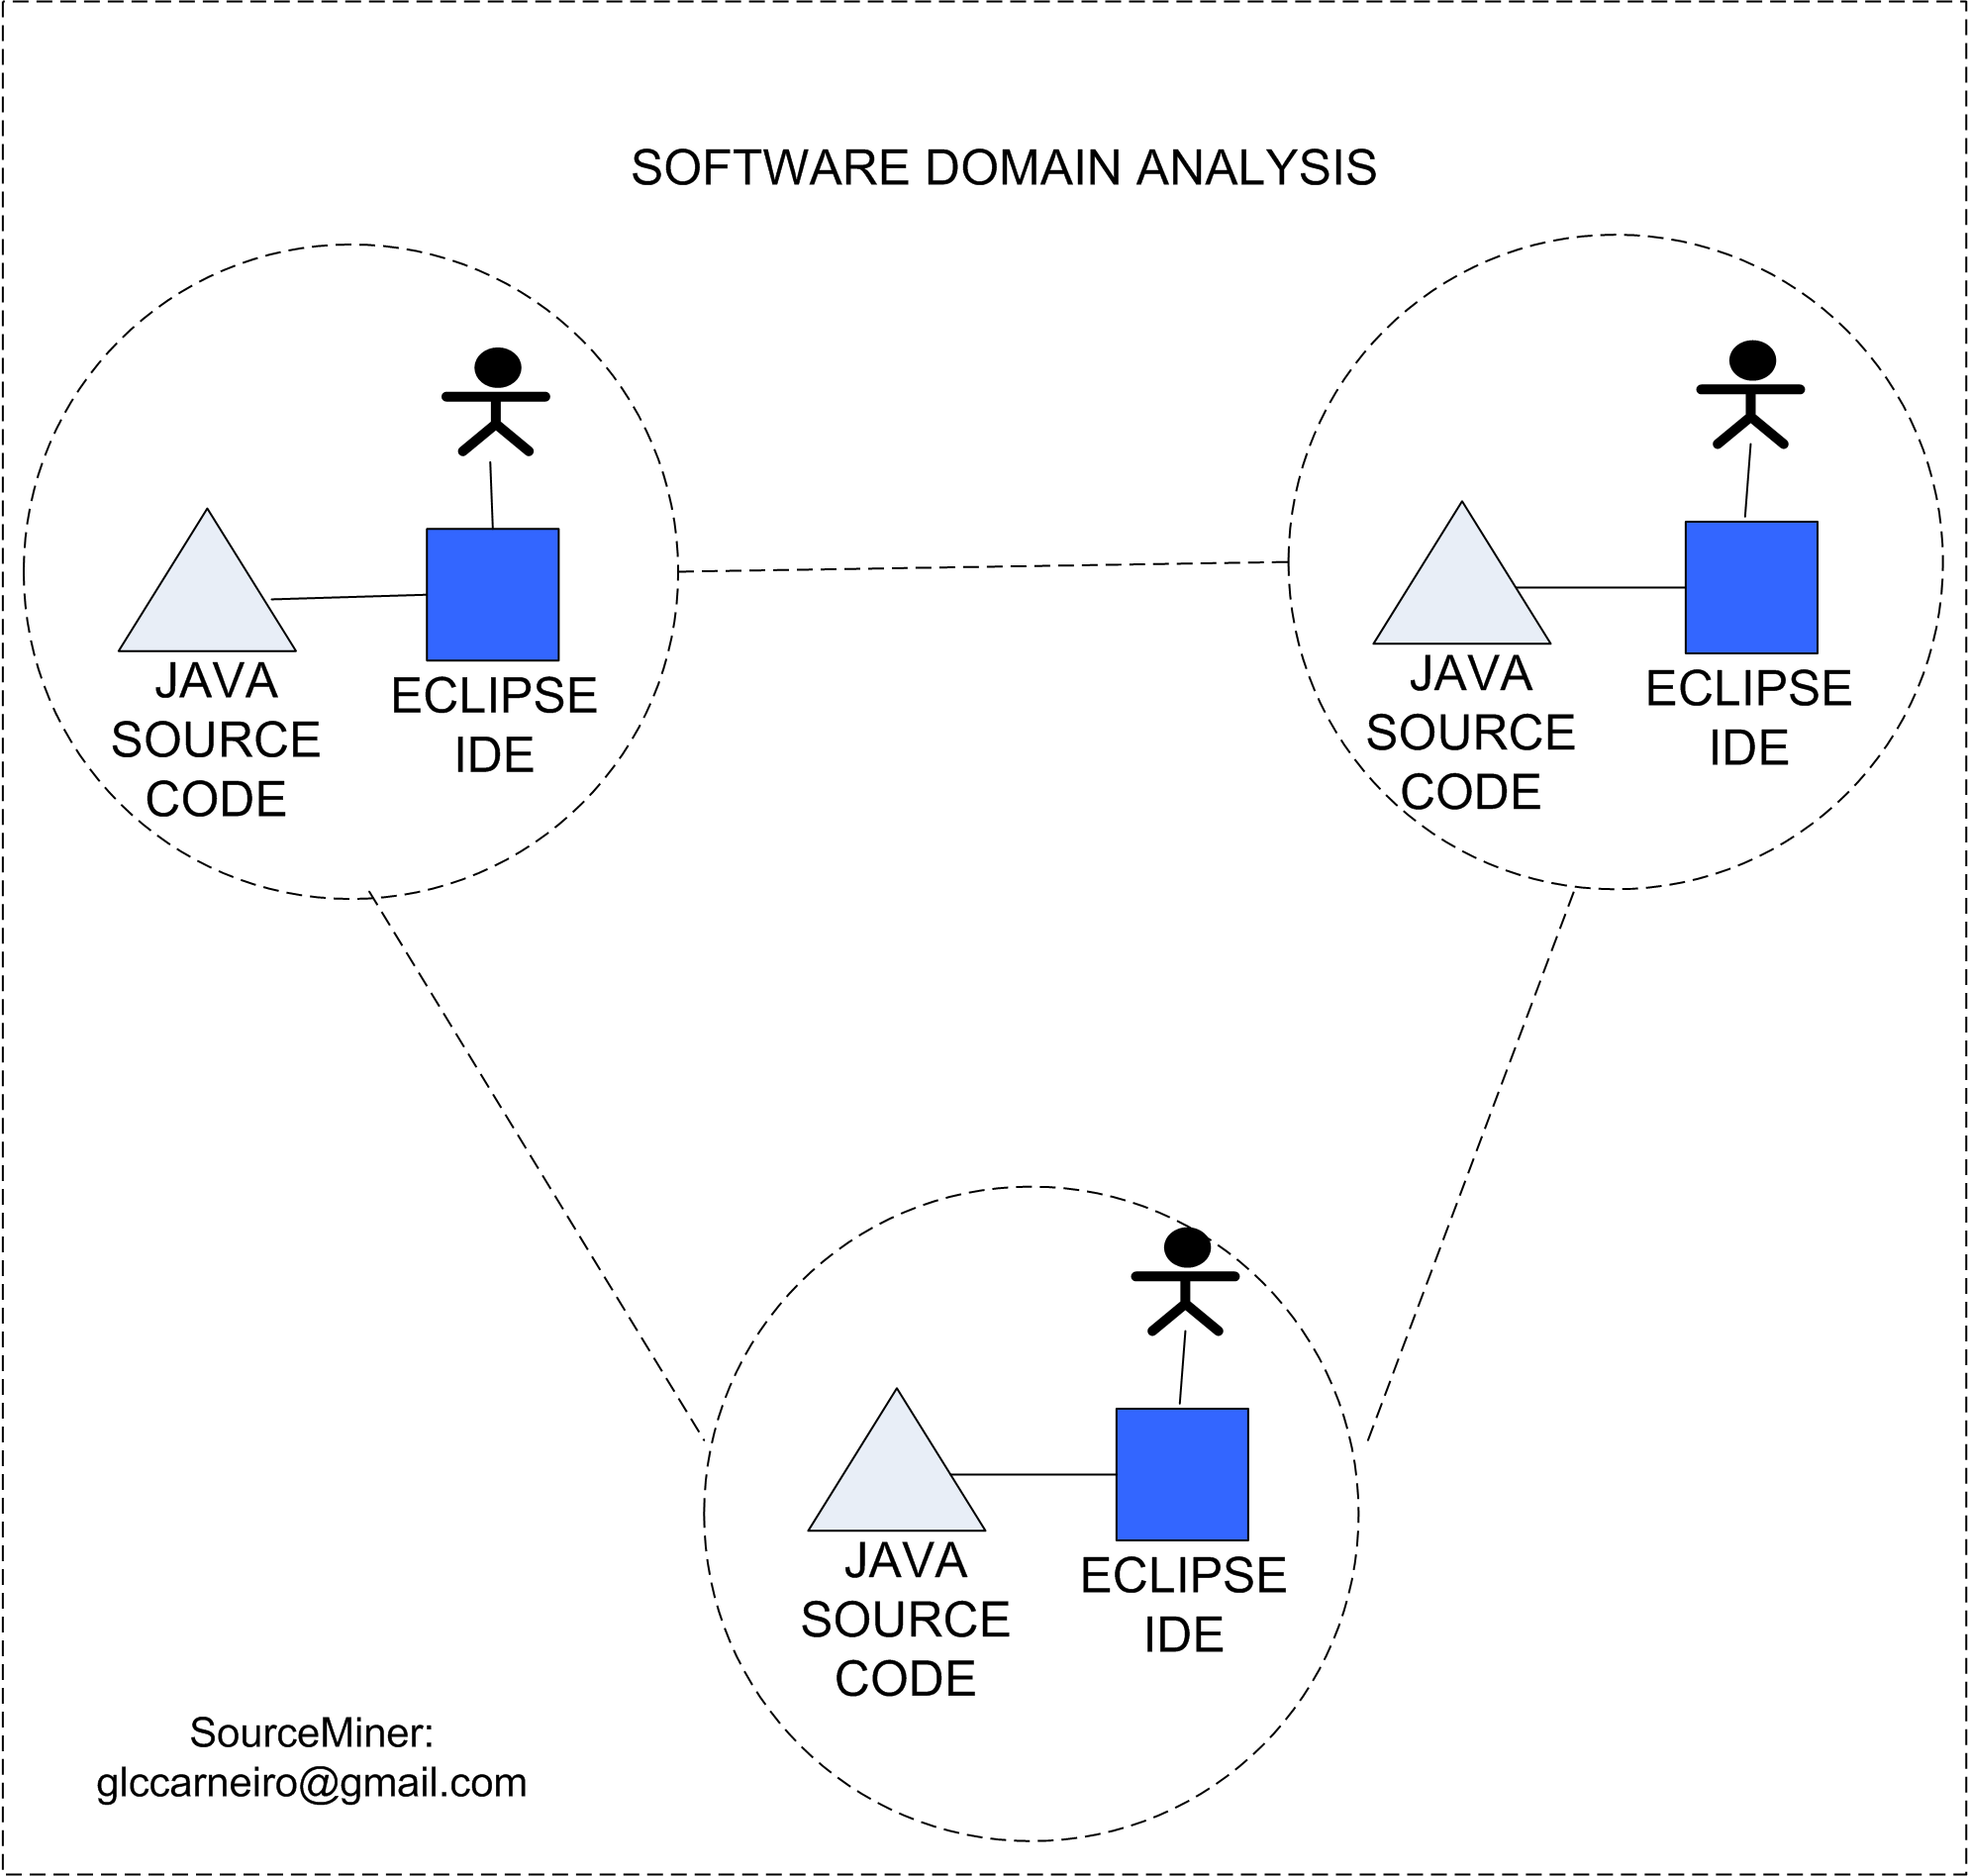 SOFTWARE DOMAIN ANALYSIS
JAVA
SOURCE
CODE
ECLIPSE
IDE
JAVA
SOURCE
CODE
ECLIPSE
IDE
JAVA
SOURCE
CODE
ECLIPSE
IDE
SourceMiner:
glccarneiro@gmail.com